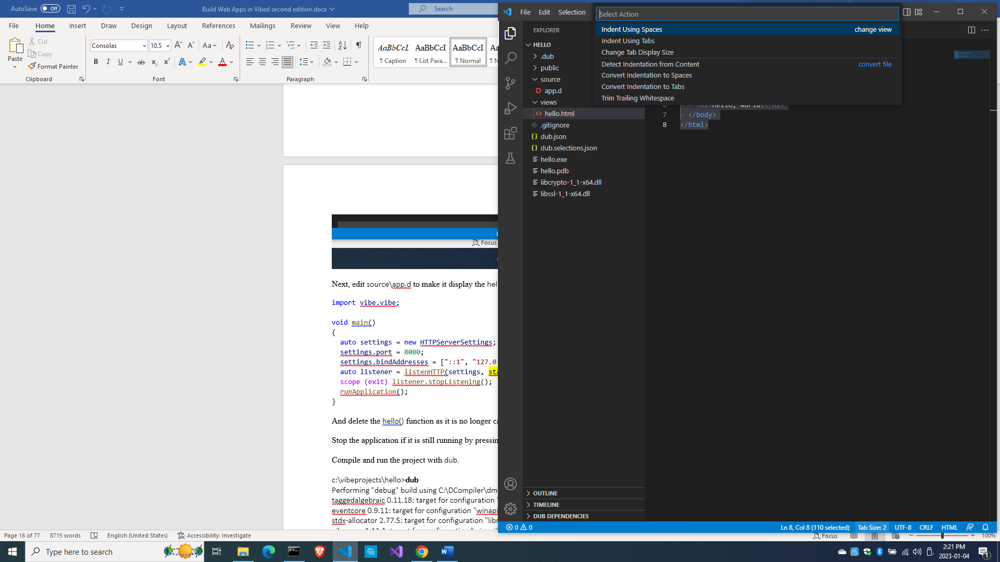 AutoSave Off
Build Web Apps in Vibed second edition.docx
Search
File Home Insert Draw Design Layout References Mailings Review View Help
Paste
Cut
Copy
Format Painter
Clipboard
Consolas 10.5
Font
Paragraph
AaBbCcI AaBbCcI AaBbCcI
¶ Caption ¶ List Para... ¶ Normal
Focus
Next, edit source\app.d to make it display the hel
import vibe.vibe;
void main()
{
auto settings = new HTTPServerSettings;
settings.port = 8080;
settings.bindAddresses = ["::1", "127.0
auto listener = listenHTTP(settings, sta
scope (exit) listener.stopListening();
runApplication();
}
And delete the hello() function as it is no longer ca
Stop the application if it is still running by pressin
Compile and run the project with dub.
c:\vibeprojects\hello>dub
Performing "debug" build using C:\DCompiler\dm
taggedalgebraic 0.11.18: target for configuration "
eventcore 0.9.11: target for configuration "winapi
stdx-allocator 2.77.5: target for configuration "libr
Page 16 of 77 8715 words English (United States) Accessibility: Investigate
File Edit Selection
Select Action
Indent Using Spaces change view
Indent Using Tabs
Change Tab Display Size
Detect Indentation from Content convert file
Convert Indentation to Spaces
Convert Indentation to Tabs
Trim Trailing Whitespace
EXPLORER
HELLO
.dub
public
source
D app.d
views
<> hello.html
.gitignore
{} dub.json
{} dub.selections.json
hello.exe
hello.pdb
libcrypto-1_1-x64.dll
libssl-1_1-x64.dll
6 <h2>Hello, World!</h2>
7 </body>
8 </html>
OUTLINE
TIMELINE
DUB DEPENDENCIES
0 0 Ln 8, Col 8 (110 selected) Tab Size: 2 UTF-8 CRLF HTML
Focus 100%
Type here to search
2:21 PM
2023-01-04
1